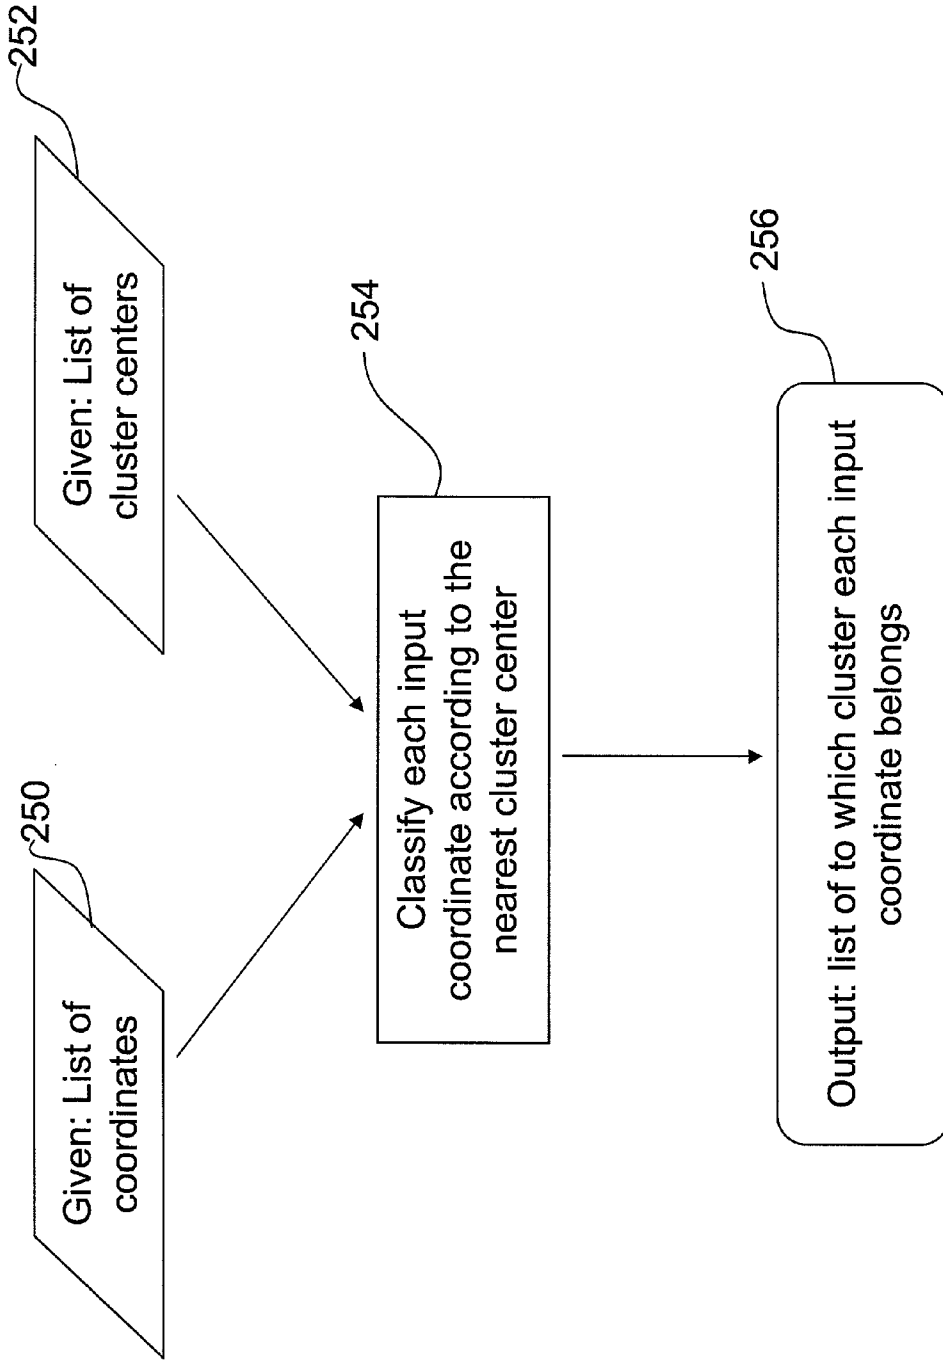 250
Given: List of
coordinates
252
Given: List of
cluster centers
254
Classify each input
coordinate according to the
nearest cluster center
256
Output: list of to which cluster each input
coordinate belongs